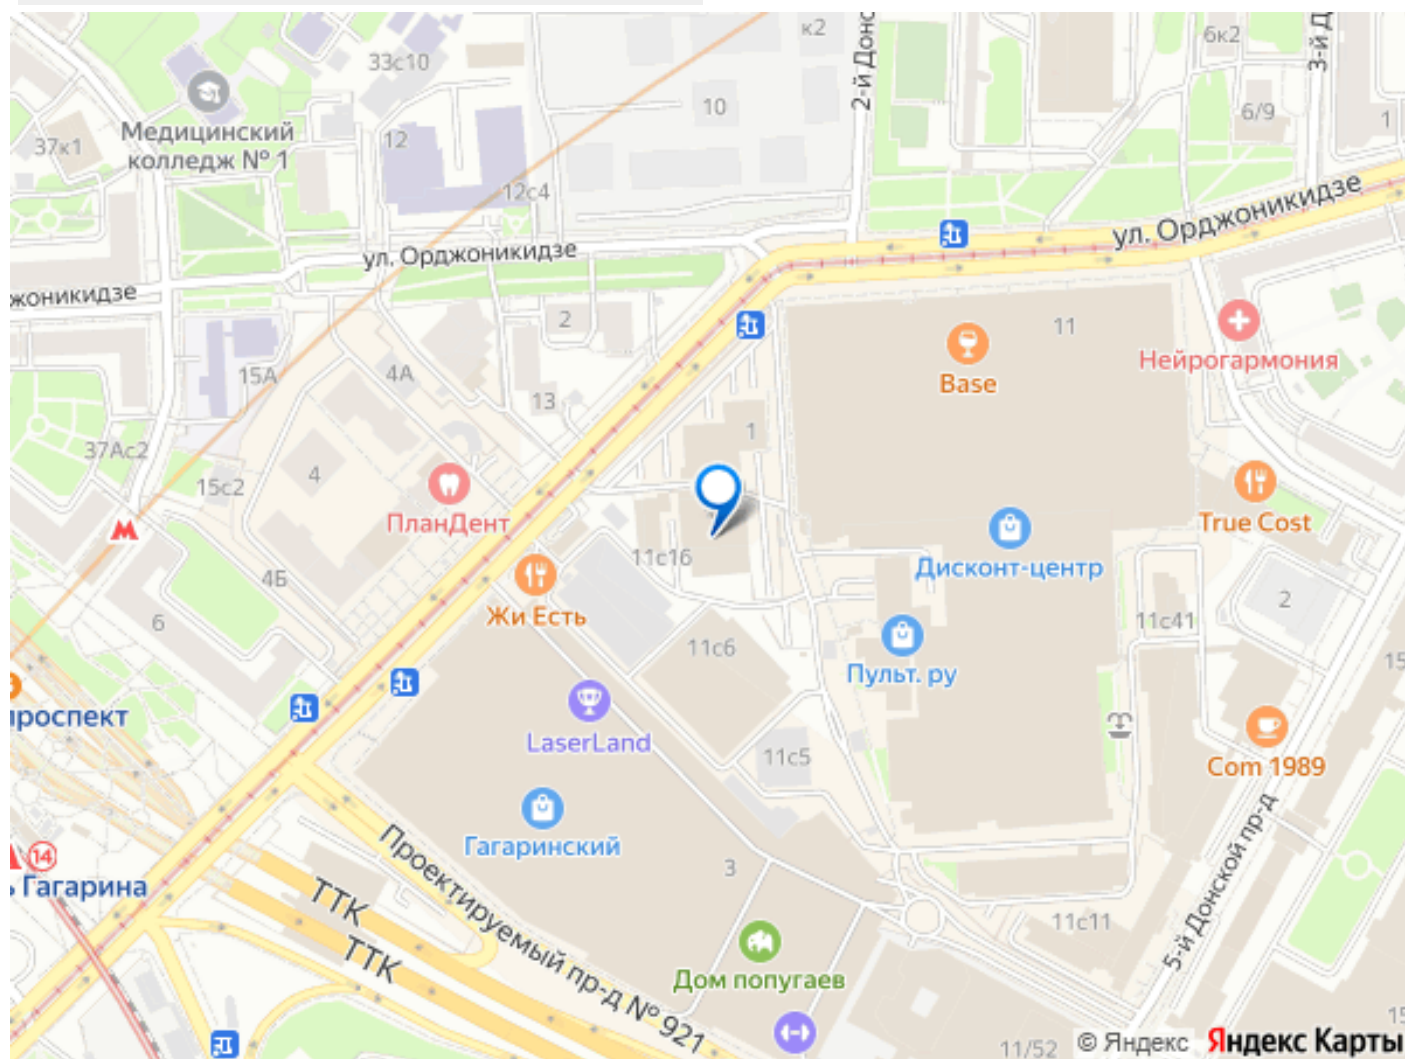 к2
2-й Донс
6к2
3-й Д
33с10
10
6/9
1
Медицинский
колледж № 1
37к1
12
12с4
ул. Орджоникидзе
ул. Орджоникидзе
жоникидзе
2
11
Base
Нейрогармония
15А
4А
13
1
37Ас2
15с2
4
ПланДент
True Cost
11с16
Дисконт-центр
4Б
Жи Есть
6
11с6
Пульт. ру
11с41
2
15
проспект
LaserLand
11с5
Com 1989
Гагаринский
Проектируемый пр-д № 921
3
5-й Донской пр-д
14
ь Гагарина
ТТК
ТТК
11с11
Дом попугаев
15
11/52
© Яндекс
Яндекс Карты